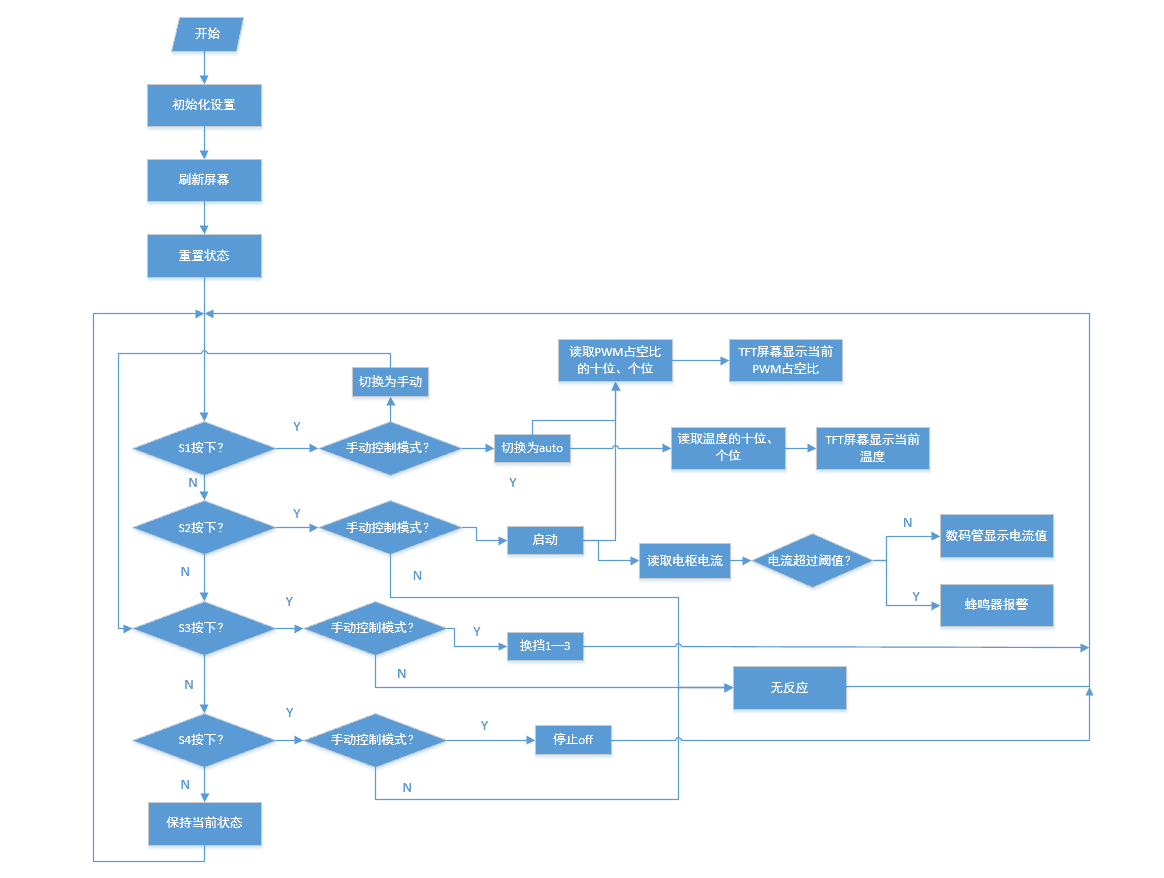 开始
初始化设置
刷新屏幕
重置状态
读取PWM占空比
的十位、个位
TFT屏幕显示当前
PWM占空比
切换为手动
Y
S1按下?
手动控制模式?
切换为auto
读取温度的十位、
个位
TFT屏幕显示当前
温度
N
Y
Y
S2按下?
手动控制模式?
启动
N
数码管显示电流值
读取电枢电流
电流超过阈值?
N
N
Y
蜂鸣器报警
Y
S3按下?
手动控制模式?
Y
换挡1—3
N
N
无反应
Y
S4按下?
手动控制模式?
Y
停止off
N
N
保持当前状态